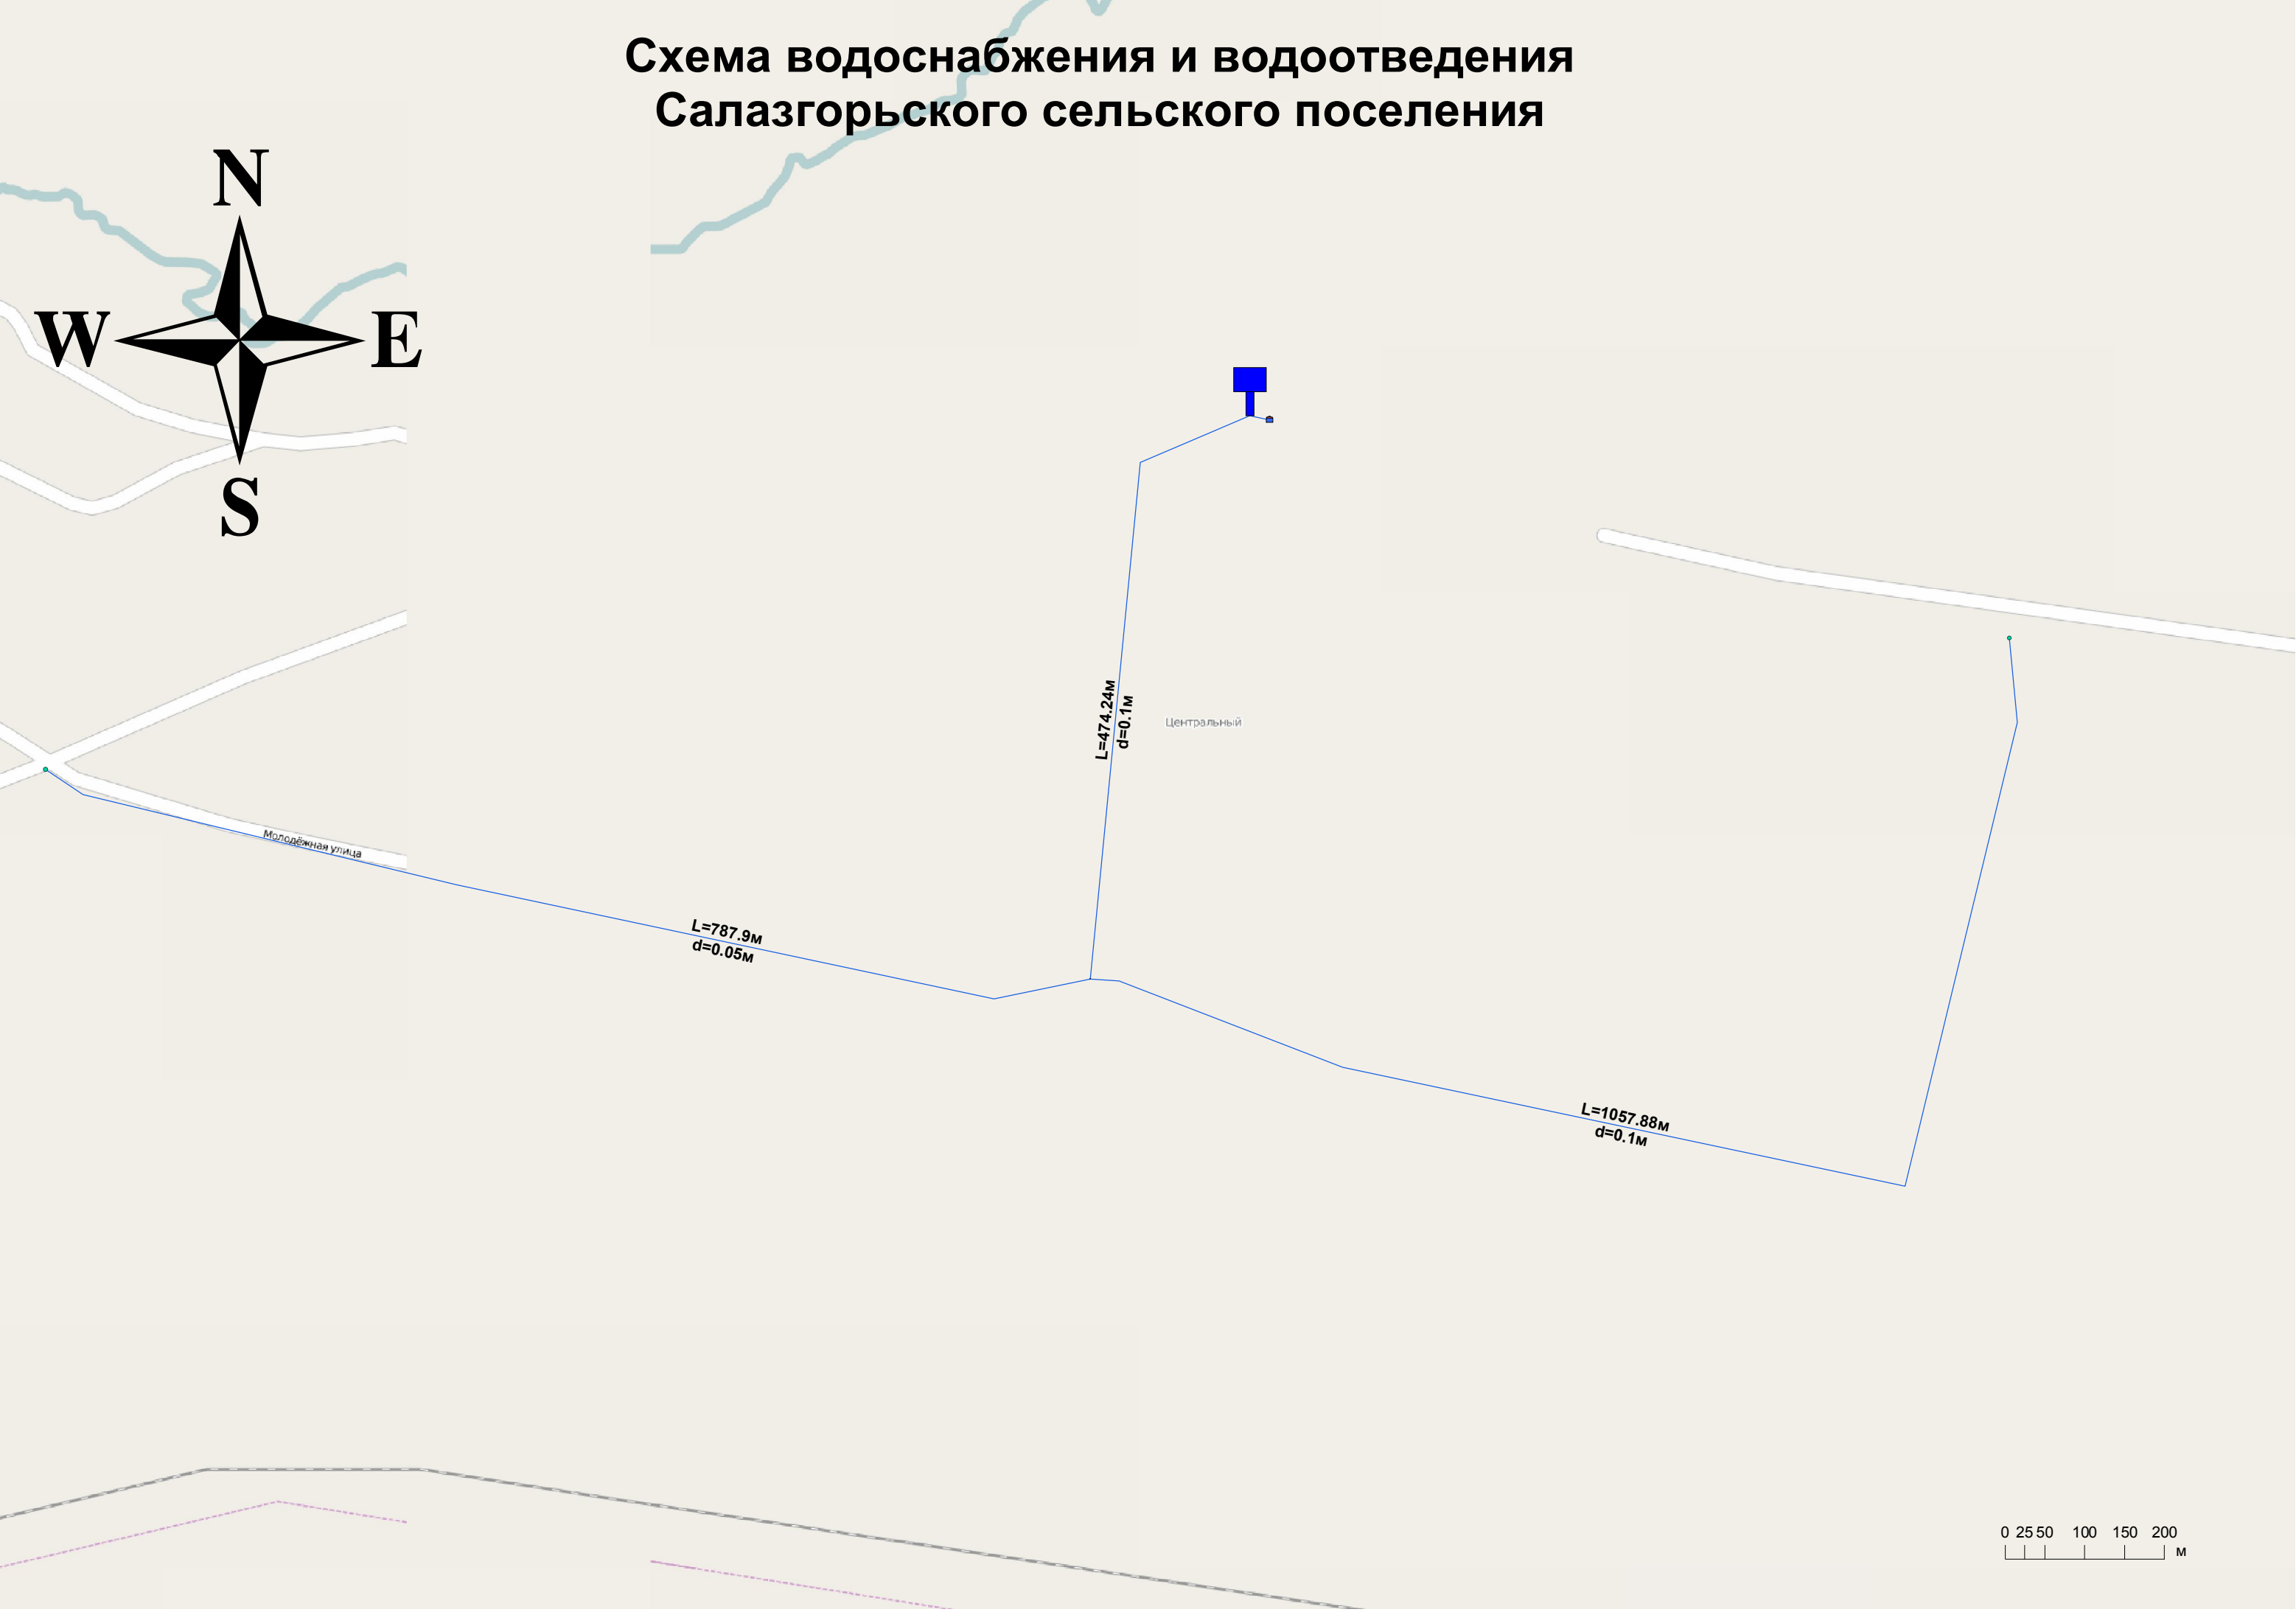 Схема водоснабжения и водоотведения
Салазгорьского сельского поселения
N
W
E
S
L=474.24м
d=0.1м
Центральный
Молодёжная улица
L=787.9м
d=0.05м
L=1057.88м
d=0.1м
0 25 50 100 150 200
м